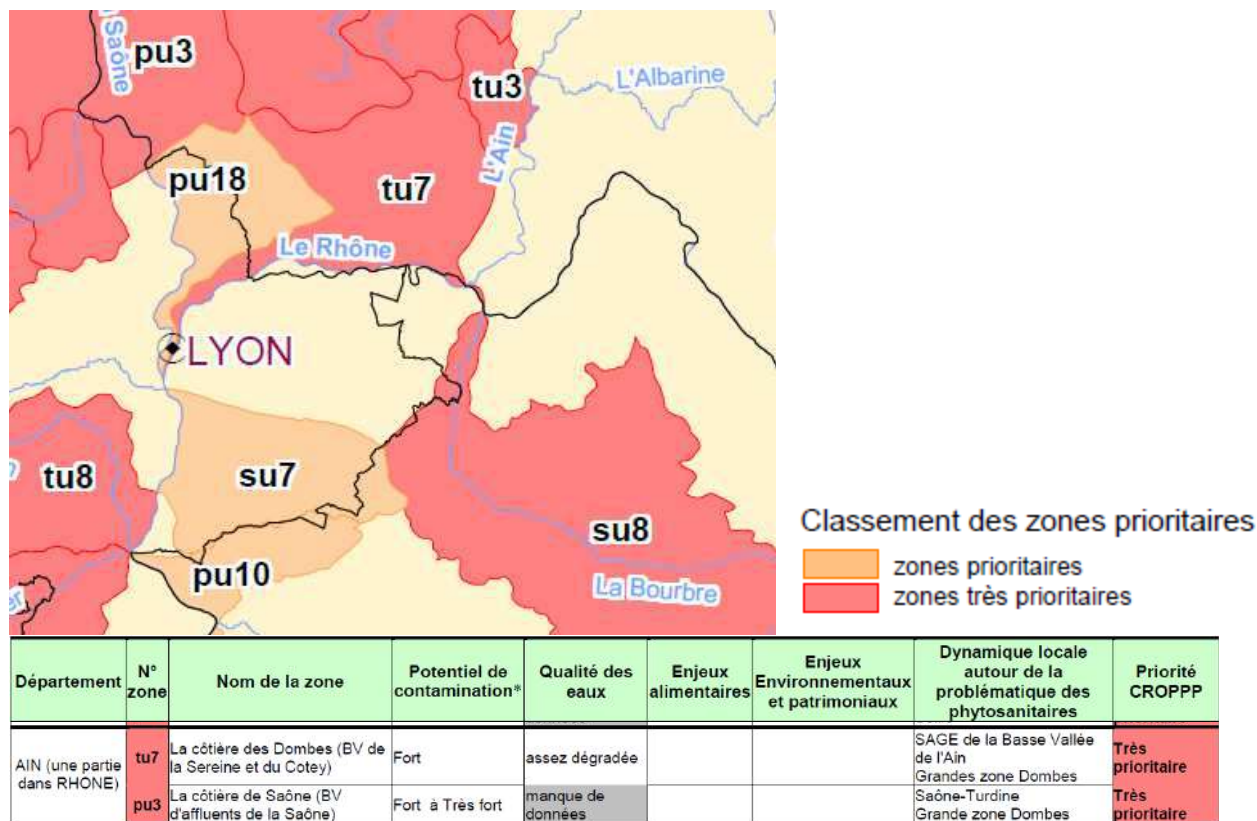 Saône
pu3
tu3
L'Albarine
L'Ain
pu18
tu7
Le Rhône
LYON
tu8
su7
su8
pu10
La Bourbre
er
Classement des zones prioritaires
zones prioritaires
zones très prioritaires
Département
N° zone
Nom de la zone
Potentiel de
contamination*
Qualité des
eaux
Enjeux
alimentaires
Enjeux
Environnementaux
et patrimoniaux
Dynamique locale
autour de la
problématique des
phytosanitaires
Priorité
CROPPP
AIN (une partie
dans RHONE)
tu7
La côtière des Dombes (BV de
la Sereine et du Cotey)
Fort
assez dégradée
SAGE de la Basse Vallée
de l'Ain
Grandes zone Dombes
Très
prioritaire
pu3
La côtière de Saône (BV
d'affluents de la Saône)
Fort à Très fort
manque de
données
Saône-Turdine
Grande zone Dombes
Très
prioritaire